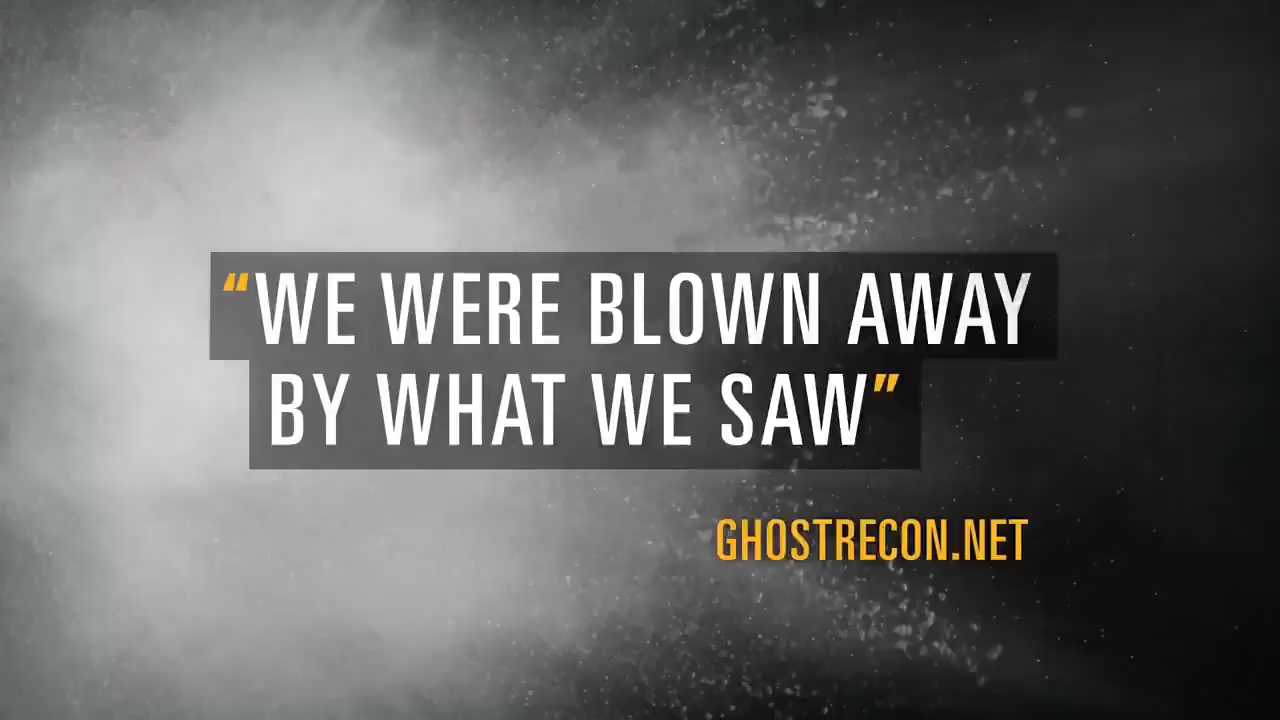 “WE WERE BLOWN AWAY
BY WHAT WE SAW”
GHOSTRECON.NET